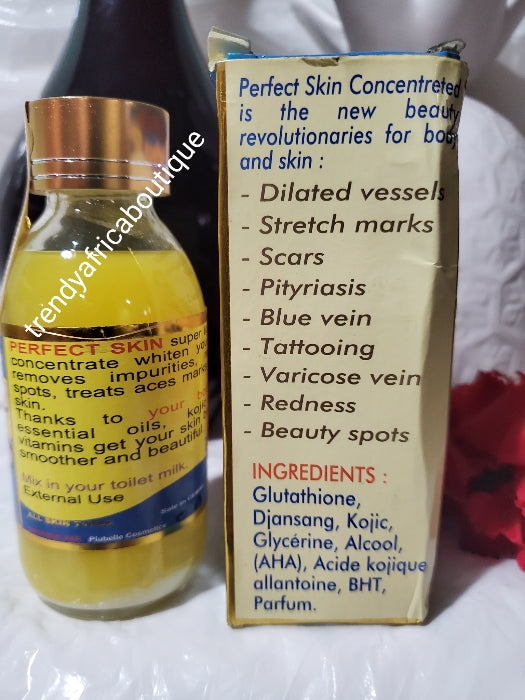 trendyafricaboutique
PERFECT SKIN super
concentrate whiten
removes impurities,
spots, treats aces
skin.
Thanks to your
essential oils,
vitamins get your skin
smoother and beautiful
Mix in your toilet milk.
External Use
Plubelle Cosmetics
Perfect Skin Concentreted
is the new beauty
revolutionaries for body
and skin :
- Dilated vessels
- Stretch marks
- Scars
- Pityriasis
- Blue vein
- Tattooing
- Varicose vein
- Redness
- Beauty spots
INGREDIENTS :
Glutathione,
Djansang, Kojic,
Glycérine, Alcool,
(AHA), Acide kojique
allantoine, BHT,
Parfum.